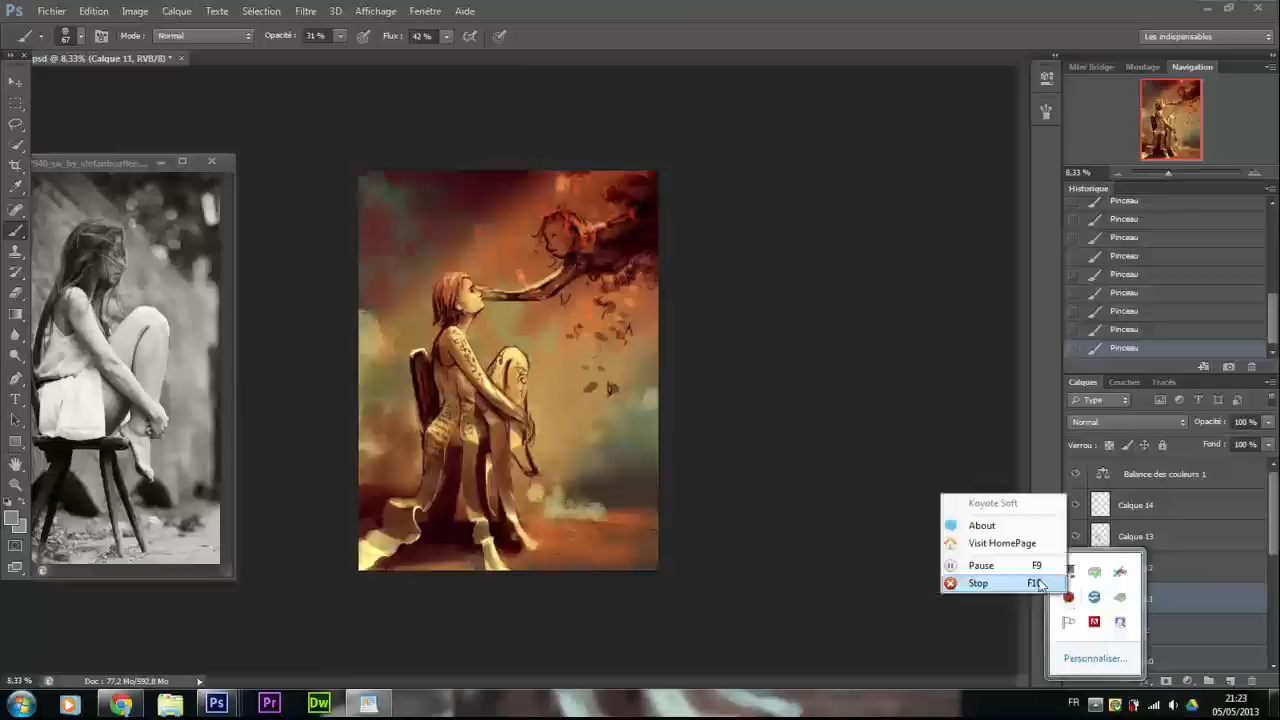 Ps Fichier Edition Image Calque Texte Sélection Filtre 3D Affichage Fenêtre Aide
67 Mode : Normal Opacité : 31 % Flux : 42 % Les indispensables
psd @ 8,33% (Calque 11, RVB/8) * ×
Mini Bridge Montage Navigation
8,33 %
Historique
Pinceau
Pinceau
Pinceau
Pinceau
Pinceau
Pinceau
Pinceau
Pinceau
Pinceau
Calques Couches Tracés
Type
Normal Opacité : 100 %
Verrou : Fond : 100 %
Balance des couleurs 1
Calque 14
Calque 13
Koyote Soft
About
Visit HomePage
Pause F9
Stop
Personnaliser...
8,33 % Doc : 77,2 Mo/592,8 Mo
Ps Pr Dw FR 21:23
05/05/2013